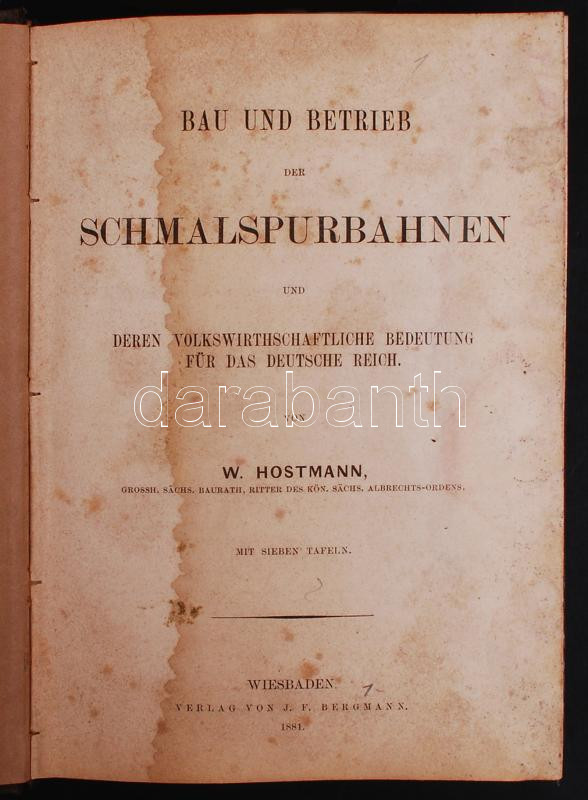 BAU UND BETRIEB
DER
SCHMALSPURBAHNEN
UND
DEREN VOLKSWIRTHSCHAFTLICHE BEDEUTUNG
FÜR DAS DEUTSCHE REICH.
darabanth
VON
W. HOSTMANN,
GROSSH. SÄCHS. BAURATH, RITTER DES KÖN. SÄCHS. ALBRECHTS-ORDENS.
MIT SIEBEN TAFELN.
WIESBADEN.
VERLAG VON J. F. BERGMANN.
1881.